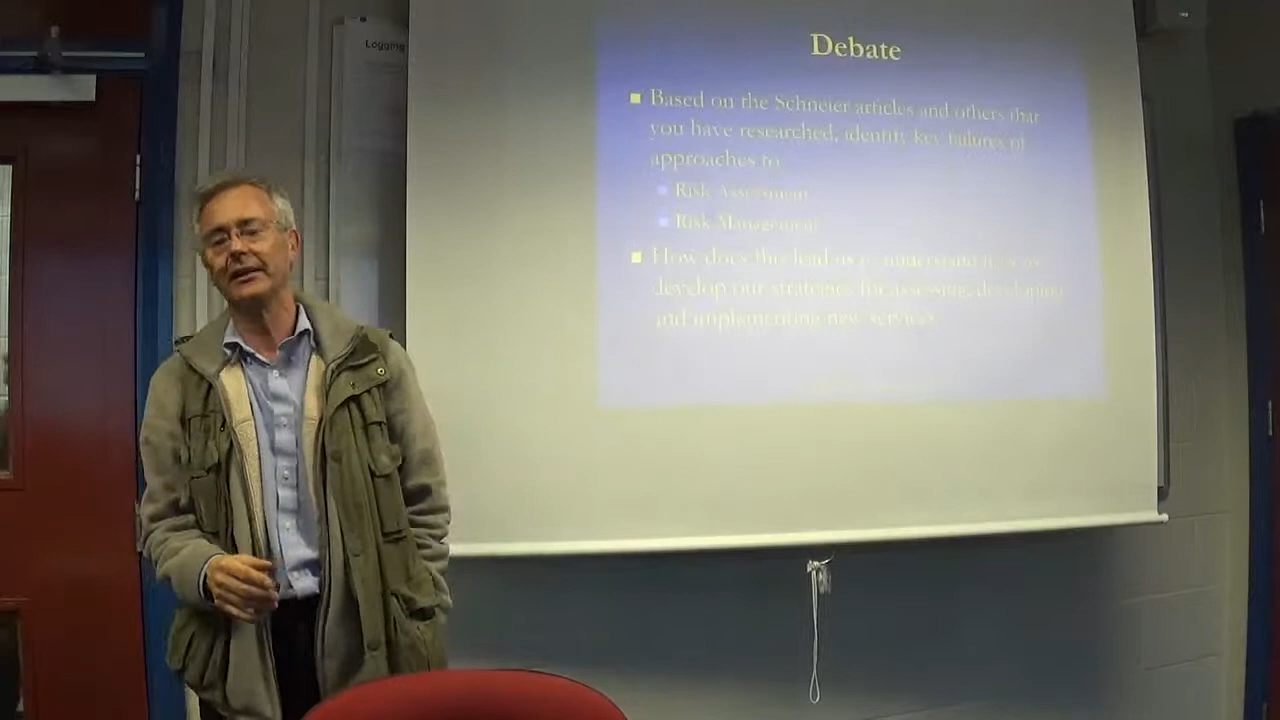 Logging
Debate
Based on the Schneier articles and others that
you have researched, identify key failures of
approaches to
Risk Assessment
Risk Management
How does this lead us to understand
develop our strategies for assessing, developing
and implementing new services